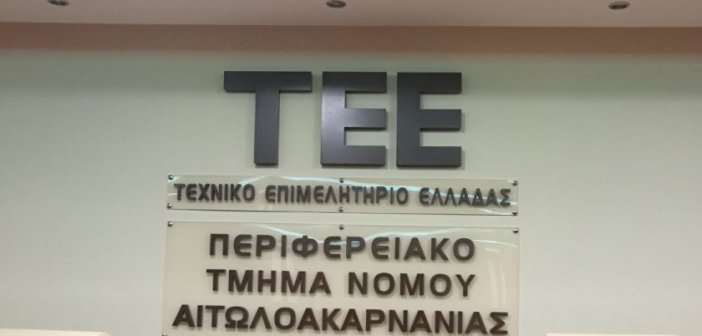 ΤΕΕ
ΤΕΧΝΙΚΟ ΕΠΙΜΕΛΗΤΗΡΙΟ ΕΛΛΑΔΑΣ
ΠΕΡΙΦΕΡΕΙΑΚΟ
ΤΜΗΜΑ ΝΟΜΟΥ
ΑΙΤΩΛΟΑΚΑΡΝΑΝΙΑΣ